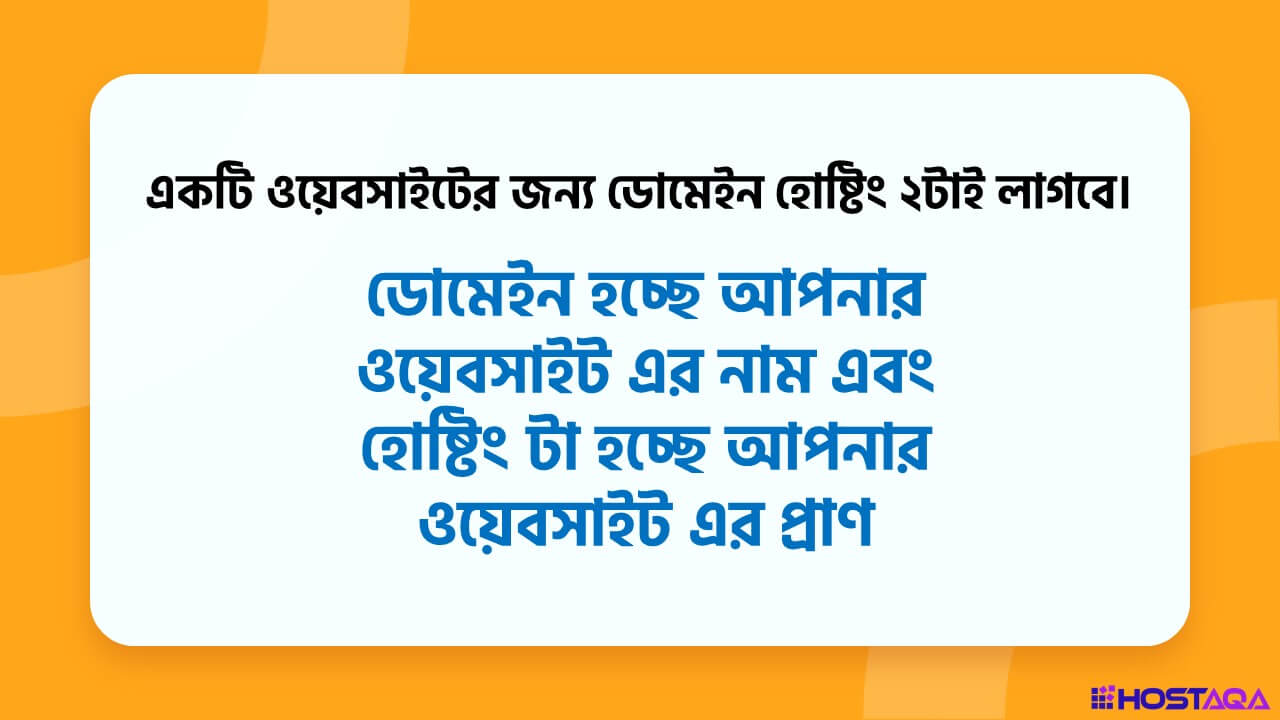 একটি ওয়েবসাইটের জন্য ডোমেইন হোষ্টিং ২টাই লাগবে।
ডোমেইন হচ্ছে আপনার
ওয়েবসাইট এর নাম এবং
হোষ্টিং টা হচ্ছে আপনার
ওয়েবসাইট এর প্রাণ
HOSTAQA